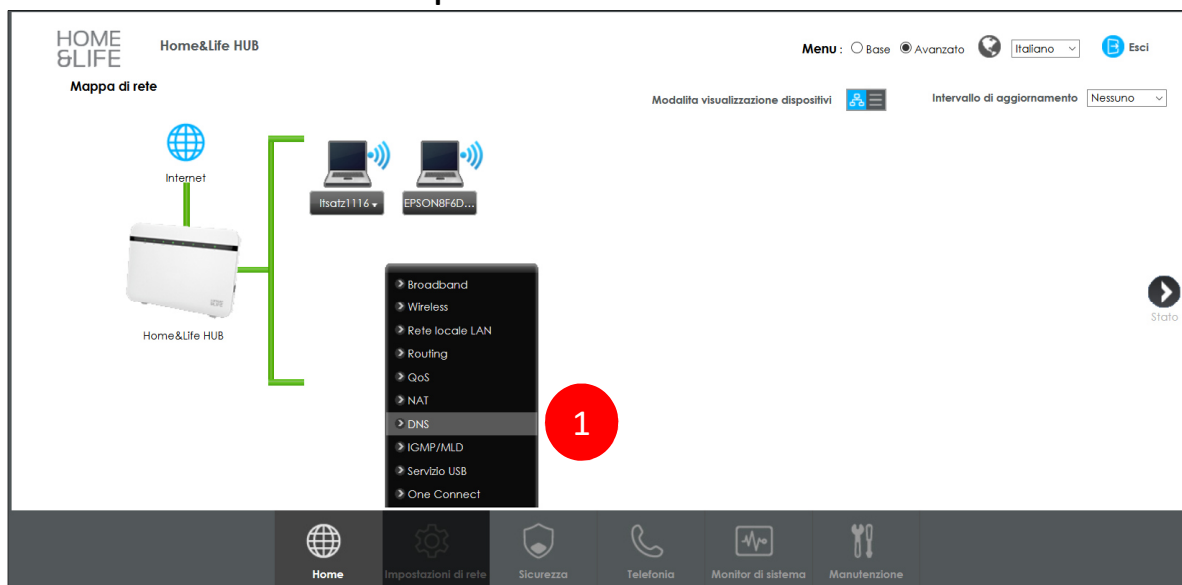 HOME
&LIFE
Home&Life HUB
Menu : Base Avanzato Italiano Esci
Mappa di rete
Modalita visualizzazione dispositivi
Intervallo di aggiornamento Nessuno
Internet
ltsatz1116
EPSON8F6D...
Home&Life HUB
Broadband
Wireless
Rete locale LAN
Routing
QoS
NAT
DNS
IGMP/MLD
Servizio USB
One Connect
1
Stato
Home
Impostazioni di rete
Sicurezza
Telefonia
Monitor di sistema
Manutenzione